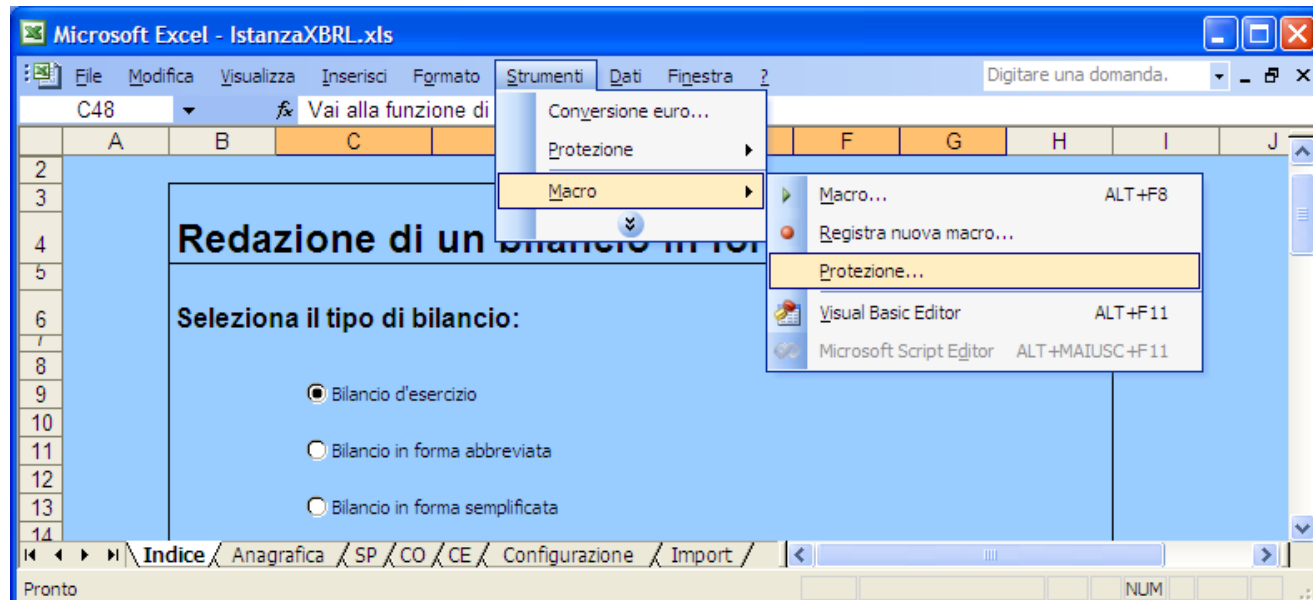 Microsoft Excel - IstanzaXBRL.xls
File Modifica Visualizza Inserisci Formato Strumenti Dati Finestra ? Digitare una domanda.
C48 fx Vai alla funzione di
A B C F G H I J
2
3
4 Redazione di un bilancio in for
5
6 Seleziona il tipo di bilancio:
7
8
9 Bilancio d'esercizio
10
11 Bilancio in forma abbreviata
12
13 Bilancio in forma semplificata
14
Conversione euro...
Protezione
Macro
Macro... ALT+F8
Registra nuova macro...
Protezione...
Visual Basic Editor ALT+F11
Microsoft Script Editor ALT+MAIUSC+F11
Indice Anagrafica SP CO CE Configurazione Import
Pronto NUM